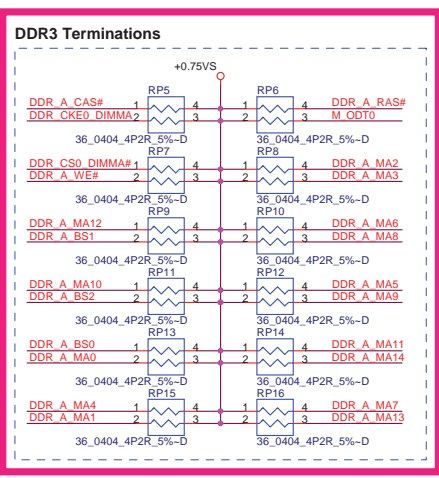 DDR3 Terminations
+0.75VS
RP5 RP6
DDR_A_CAS# 1 4 1 4 DDR_A_RAS#
DDR_CKE0_DIMMA 2 3 2 3 M_ODT0
36_0404_4P2R_5%~D 36_0404_4P2R_5%~D
RP7 RP8
DDR_CS0_DIMMA# 1 4 1 4 DDR_A_MA2
DDR_A_WE# 2 3 2 3 DDR_A_MA3
36_0404_4P2R_5%~D 36_0404_4P2R_5%~D
RP9 RP10
DDR_A_MA12 1 4 1 4 DDR_A_MA6
DDR_A_BS1 2 3 2 3 DDR_A_MA8
36_0404_4P2R_5%~D 36_0404_4P2R_5%~D
RP11 RP12
DDR_A_MA10 1 4 1 4 DDR_A_MA5
DDR_A_BS2 2 3 2 3 DDR_A_MA9
36_0404_4P2R_5%~D 36_0404_4P2R_5%~D
RP13 RP14
DDR_A_BS0 1 4 1 4 DDR_A_MA11
DDR_A_MA0 2 3 2 3 DDR_A_MA14
36_0404_4P2R_5%~D 36_0404_4P2R_5%~D
RP15 RP16
DDR_A_MA4 1 4 1 4 DDR_A_MA7
DDR_A_MA1 2 3 2 3 DDR_A_MA13
36_0404_4P2R_5%~D 36_0404_4P2R_5%~D